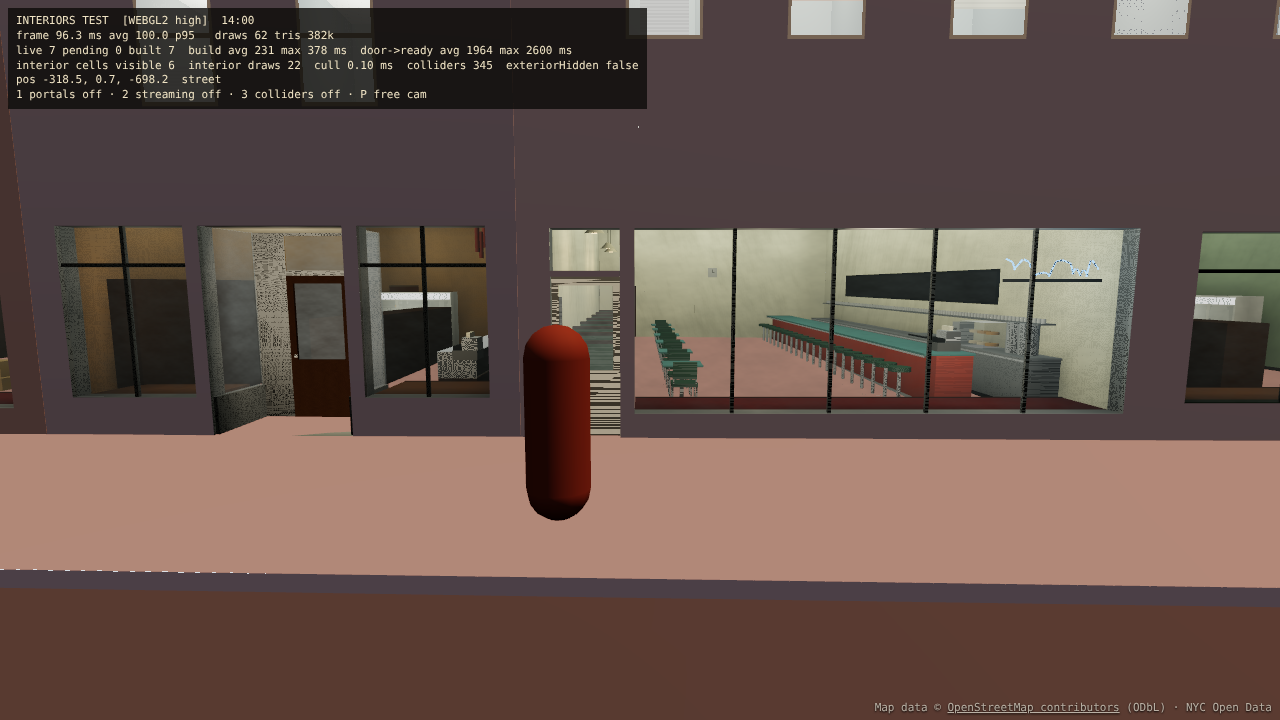 INTERIORS TEST  [WEBGL2 high]  14:00
frame 96.3 ms avg 100.0 p95   draws 62 tris 382k
live 7 pending 0 built 7  build avg 231 max 378 ms  door->ready avg 1964 max 2600 ms
interior cells visible 6  interior draws 22  cull 0.10 ms  colliders 345  exteriorHidden false
pos -318.5, 0.7, -698.2  street
1 portals off · 2 streaming off · 3 colliders off · P free cam
Map data © OpenStreetMap contributors (ODbL) · NYC Open Data